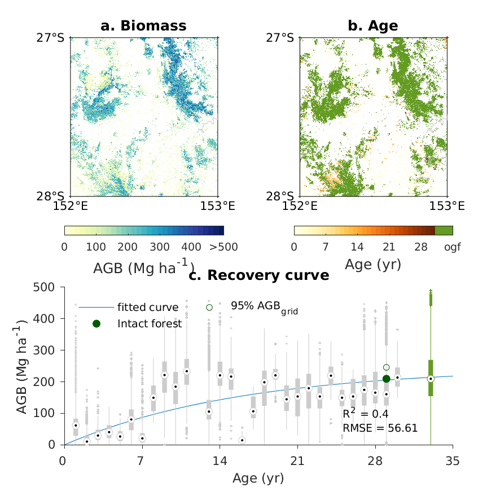 a. Biomass
b. Age
27°S
27°S
28°S
28°S
152°E
153°E
152°E
153°E
0 100 200 300 400 >500
0 7 14 21 28 ogf
AGB (Mg ha⁻¹)
Age (yr)
c. Recovery curve
500
400
300
200
100
0
AGB (Mg ha⁻¹)
fitted curve
95% AGB_grid
Intact forest
R² = 0.4
RMSE = 56.61
0 7 14 21 28 35
Age (yr)